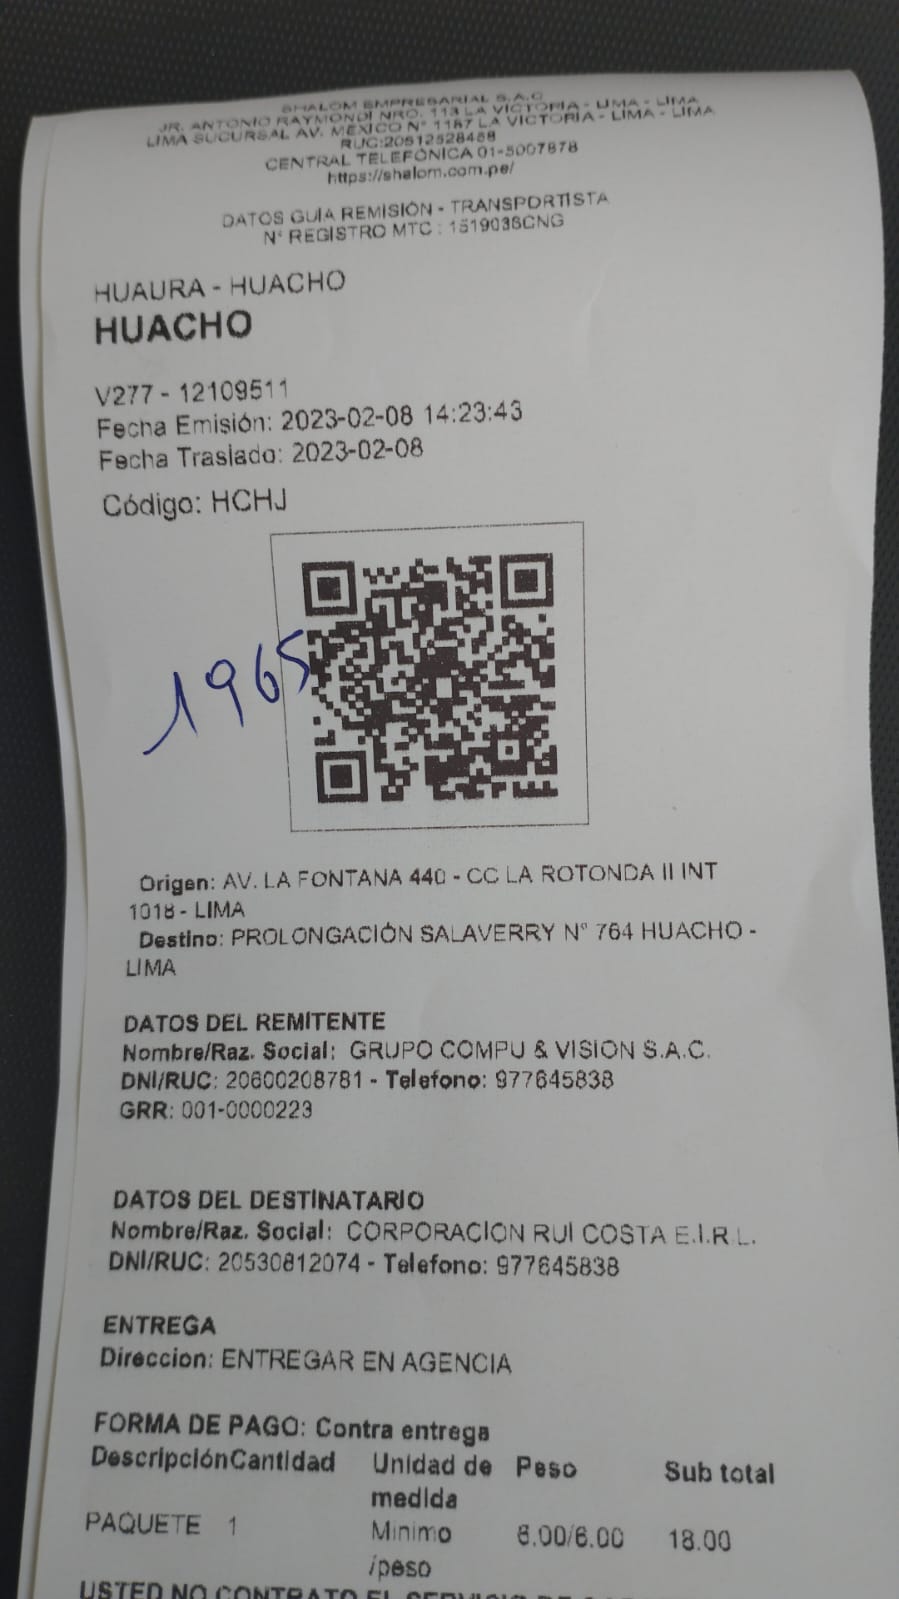 SHALOM EMPRESARIAL S.A.C
JR. ANTONIO RAYMONDI NRO. 113 LA VICTORIA - LIMA - LIMA
LIMA SUCURSAL AV. MEXICO N° 1187 LA VICTORIA - LIMA - LIMA
RUC:20512528458
CENTRAL TELEFÓNICA 01-5007878
https://shalom.com.pe/
DATOS GUÍA REMISIÓN - TRANSPORTISTA
N° REGISTRO MTC : 1519036CNG
HUAURA - HUACHO
HUACHO
V277 - 12109511
Fecha Emisión: 2023-02-08 14:23:43
Fecha Traslado: 2023-02-08
Código: HCHJ
1965
Origen: AV. LA FONTANA 440 - CC LA ROTONDA II INT
1018 - LIMA
Destino: PROLONGACIÓN SALAVERRY N° 764 HUACHO -
LIMA
DATOS DEL REMITENTE
Nombre/Raz. Social: GRUPO COMPU & VISION S.A.C.
DNI/RUC: 20600208781 - Telefono: 977645838
GRR: 001-0000223
DATOS DEL DESTINATARIO
Nombre/Raz. Social: CORPORACION RUI COSTA E.I.R.L.
DNI/RUC: 20530812074 - Telefono: 977645838
ENTREGA
Direccion: ENTREGAR EN AGENCIA
FORMA DE PAGO: Contra entrega
DescripciónCantidad Unidad de Peso Sub total
medida
PAQUETE 1 Minimo 6.00/6.00 18.00
/peso
USTED NO CONTRATO EL SERVICIO DE